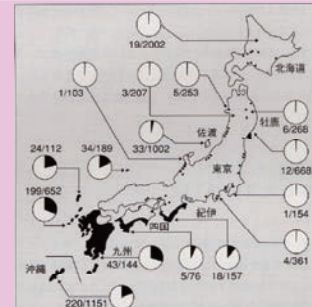 19/2002
北海道
1/103
3/207
5/253
佐渡
牡鹿
6/268
24/112
34/189
33/1002
12/668
199/652
東京
1/154
紀伊
四国
九州
4/361
43/144
5/76
18/157
沖縄
220/1151